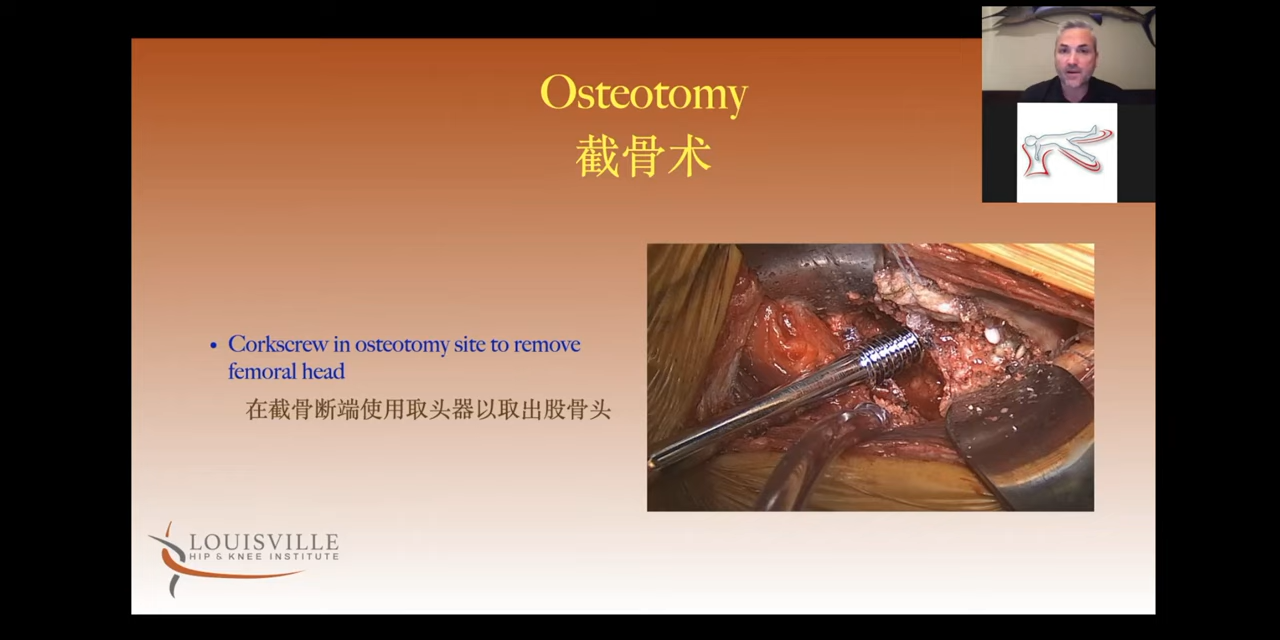 Osteotomy
截骨术
• Corkscrew in osteotomy site to remove
femoral head
在截骨断端使用取头器以取出股骨头
LOUISVILLE
HIP & KNEE INSTITUTE